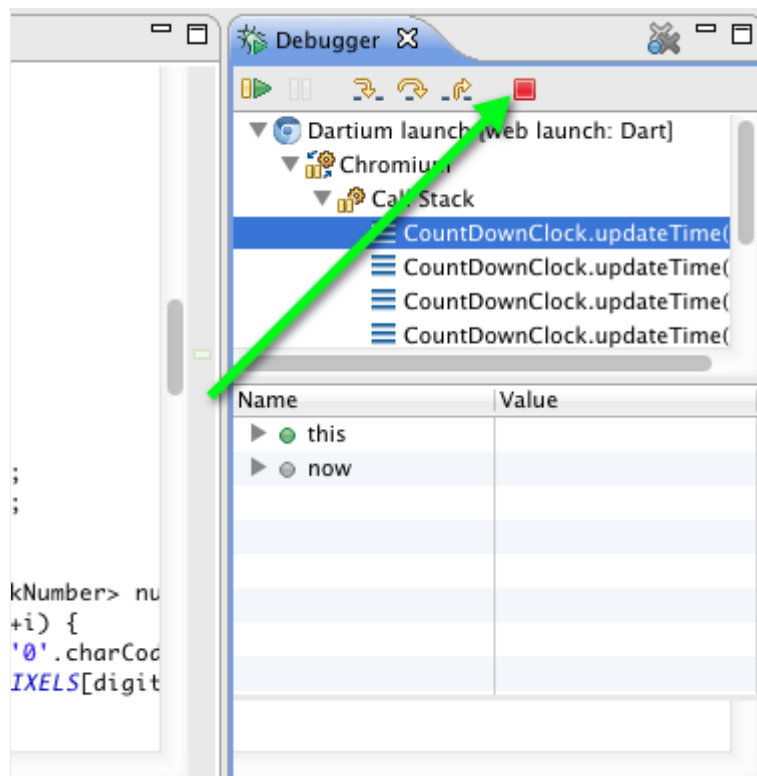 Debugger
Dartium launch [web launch: Dart]
Chromium
Call Stack
CountDownClock.updateTime(
CountDownClock.updateTime(
CountDownClock.updateTime(
CountDownClock.updateTime(
Name Value
this
now
;
;
kNumber> nu
+i) {
'0'.charCod
IXELS[digit